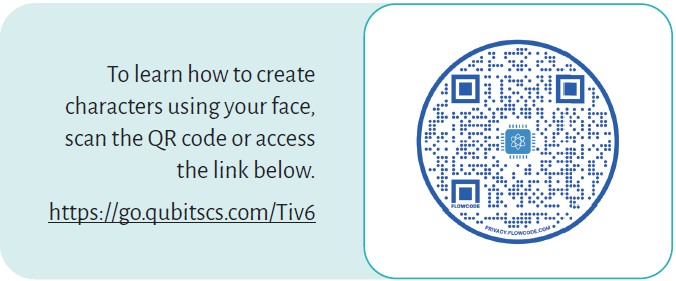 To learn how to create
characters using your face,
scan the QR code or access
the link below.
https://go.qubitscs.com/Tiv6
FLOWCODE
PRIVACY.FLOWCODE.COM